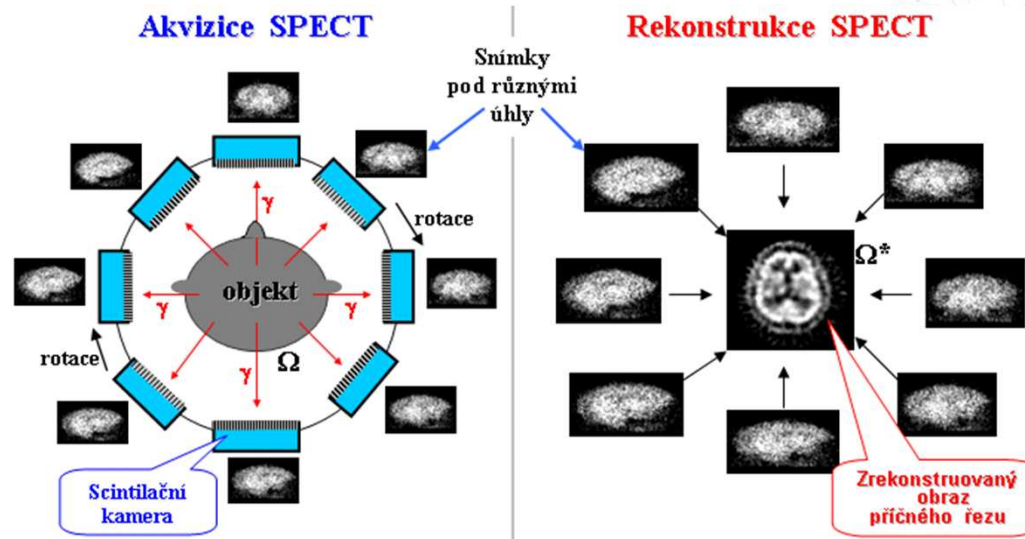 Akvizice SPECT
Snímky
pod různými
úhly
γ
rotace
γ
objekt
γ
rotace
Ω
γ
Scintilační
kamera
Rekonstrukce SPECT
Ω*
Zrekonstruovaný
obraz
příčného řezu